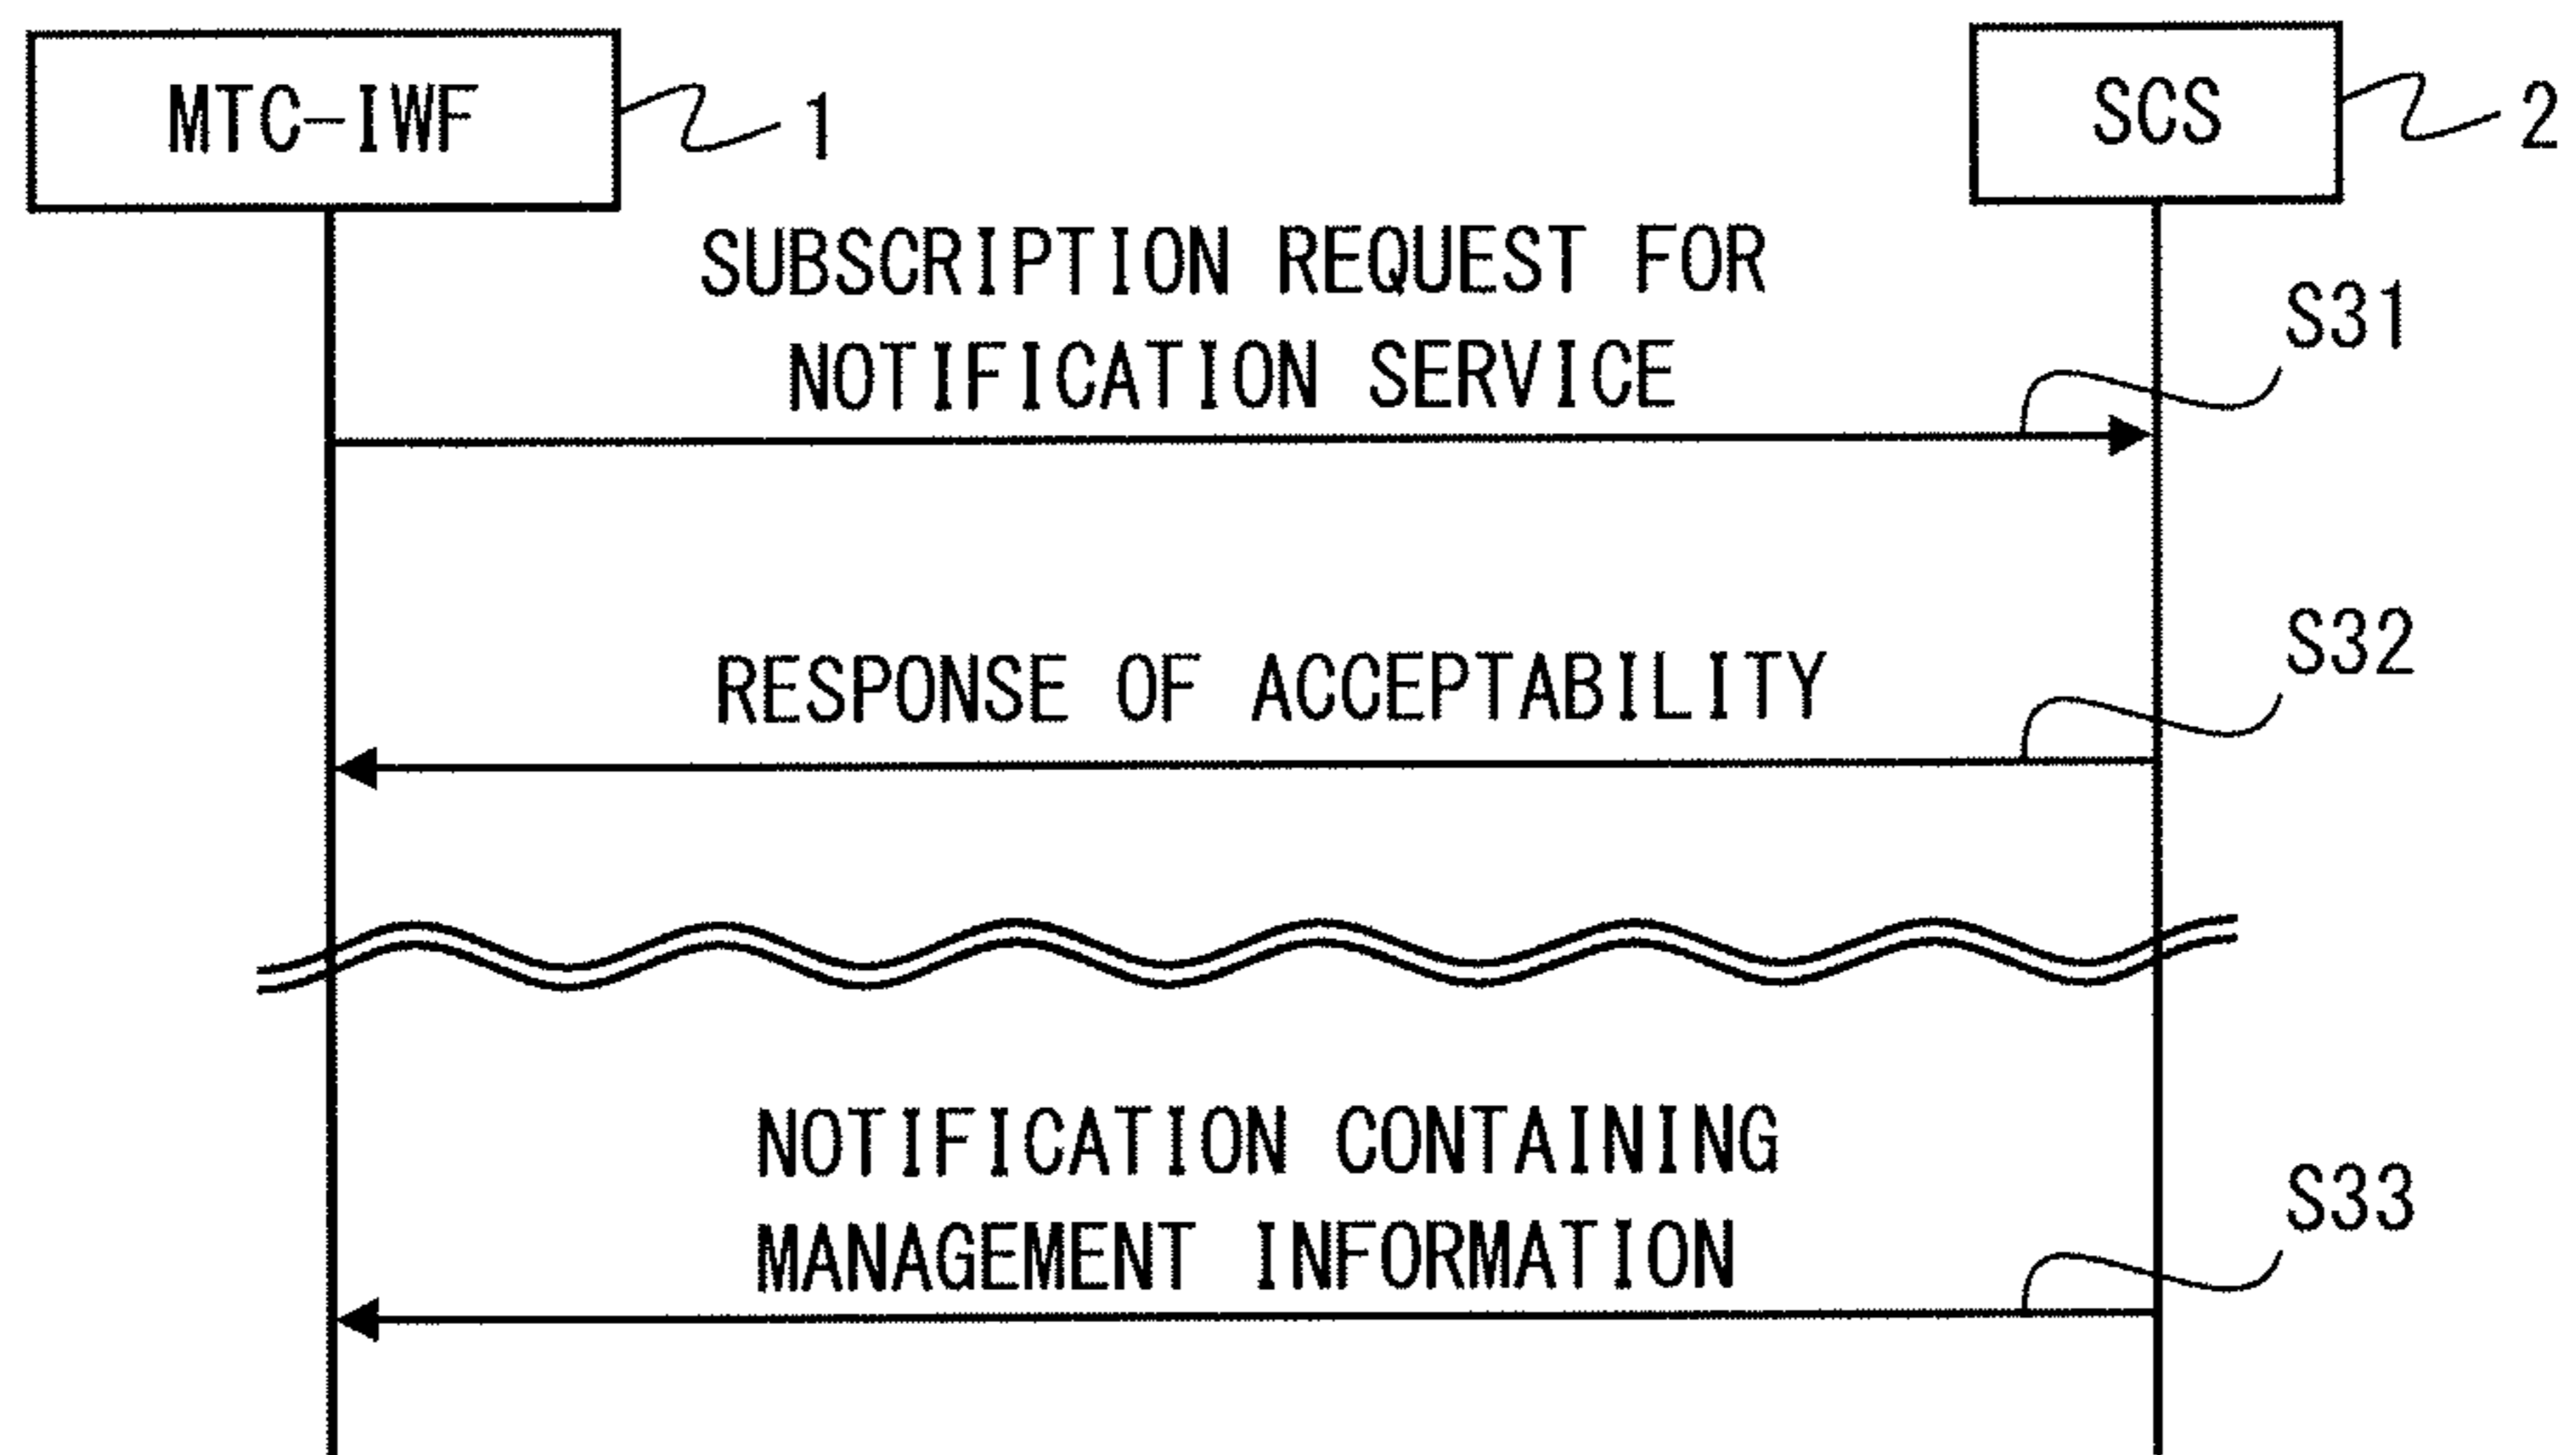 MTC-IWF
1
SCS
2
SUBSCRIPTION REQUEST FOR
NOTIFICATION SERVICE
S31
RESPONSE OF ACCEPTABILITY
S32
NOTIFICATION CONTAINING
MANAGEMENT INFORMATION
S33